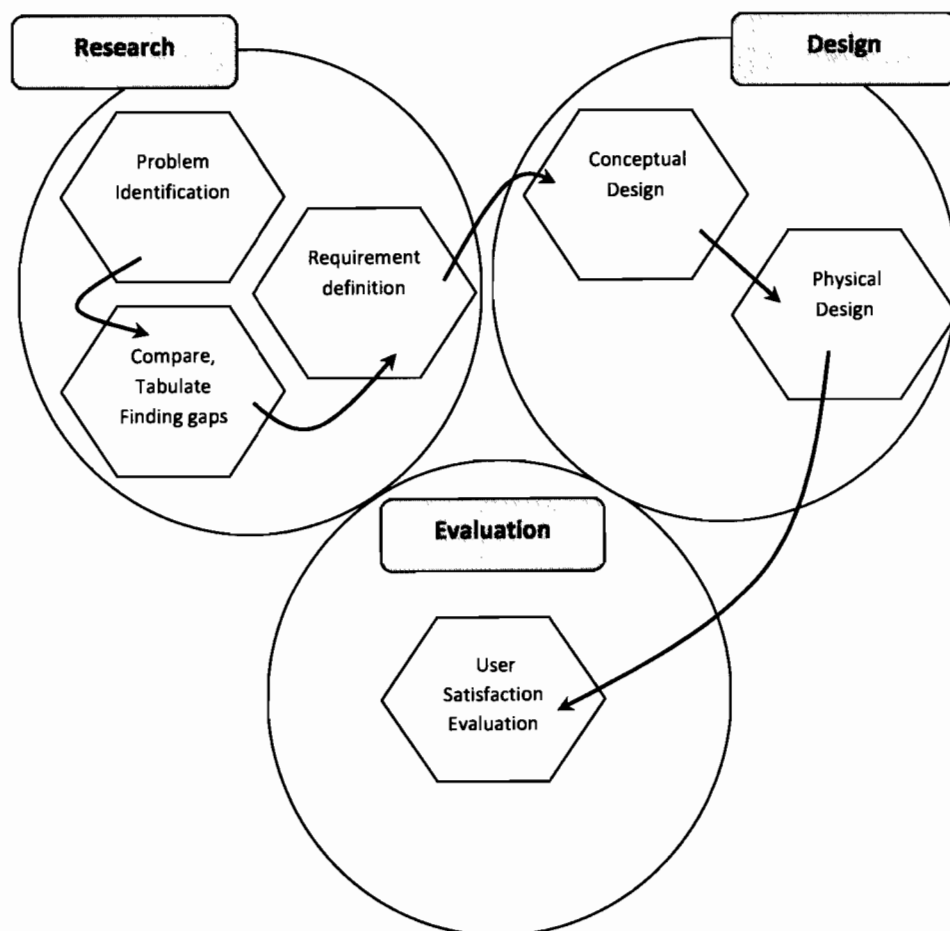 Research
Problem
Identification
Compare,
Tabulate
Finding gaps
Requirement
definition
Design
Conceptual
Design
Physical
Design
Evaluation
User
Satisfaction
Evaluation